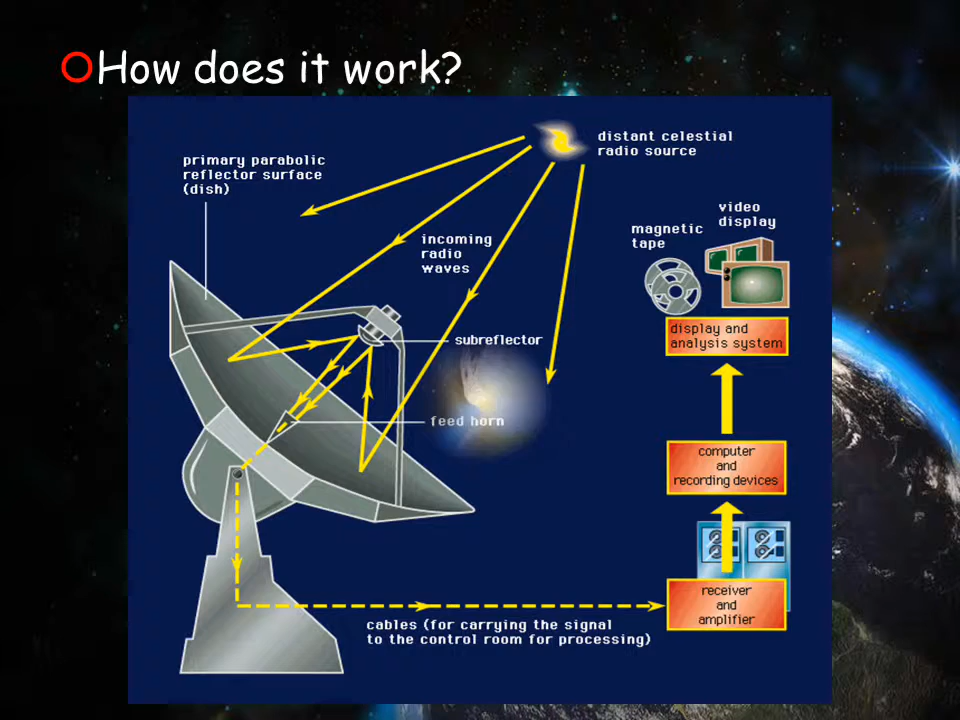 How does it work?
distant celestial
radio source
primary parabolic
reflector surface
(dish)
video
display
magnetic
tape
incoming
radio
waves
display and
analysis system
subreflector
feed horn
computer
and
recording devices
receiver
and
amplifier
cables (for carrying the signal
to the control room for processing)